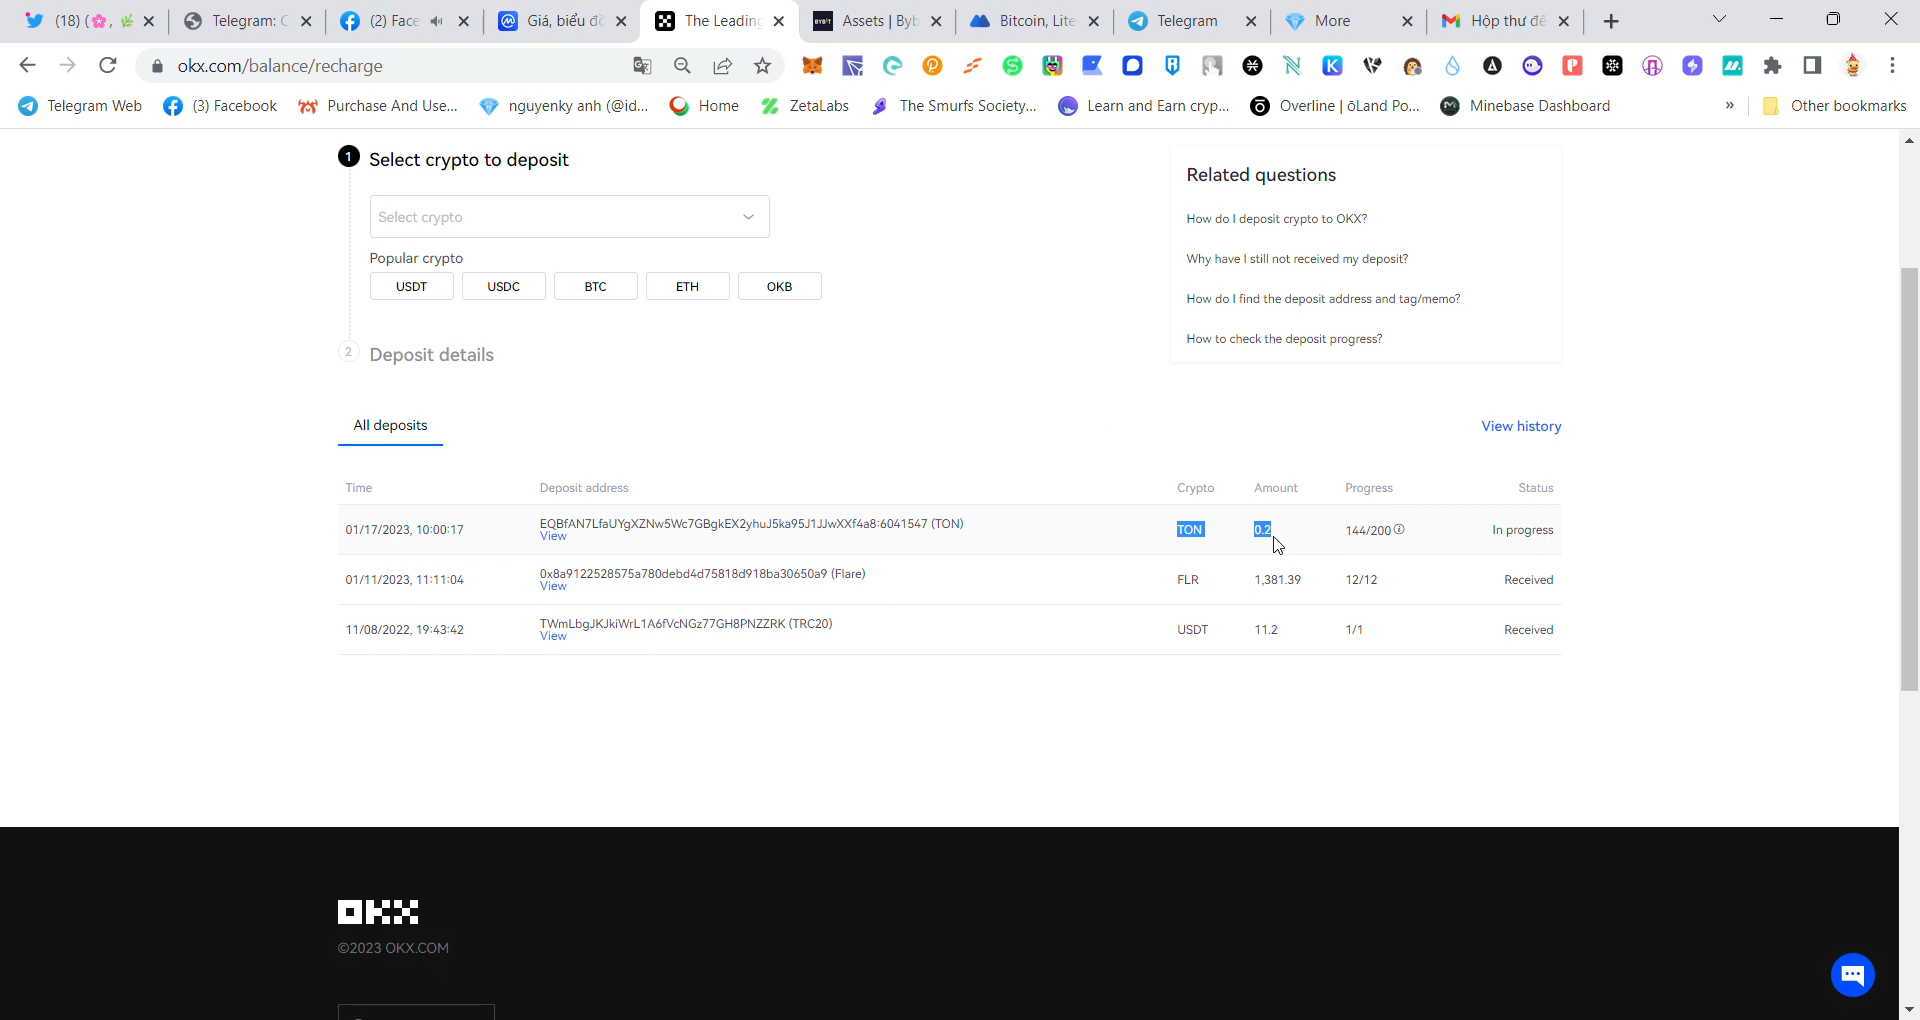 (18) (🌸, 🌿
Telegram: C
(2) Face
Giá, biểu đồ
The Leading
Assets | Byb
Bitcoin, Lite
Telegram
More
Hộp thư đế
okx.com/balance/recharge
Telegram Web
(3) Facebook
Purchase And Use...
nguyenky anh (@id...
Home
ZetaLabs
The Smurfs Society...
Learn and Earn cryp...
Overline | ōLand Po...
Minebase Dashboard
»
Other bookmarks
1 Select crypto to deposit
Select crypto
Popular crypto
USDT USDC BTC ETH OKB
2 Deposit details
Related questions
How do I deposit crypto to OKX?
Why have I still not received my deposit?
How do I find the deposit address and tag/memo?
How to check the deposit progress?
All deposits
View history
Time Deposit address Crypto Amount Progress Status
01/17/2023, 10:00:17 EQBfAN7LfaUYgXZNw5Wc7GBgkEX2yhuJ5ka95J1JJwXXf4a8:6041547 (TON) TON 0.2 144/200 In progress
View
01/11/2023, 11:11:04 0x8a9122528575a780debd4d75818d918ba30650a9 (Flare) FLR 1,381.39 12/12 Received
View
11/08/2022, 19:43:42 TWmLbgJKJkiWrL1A6fVcNGz77GH8PNZZRK (TRC20) USDT 11.2 1/1 Received
View
OKX
©2023 OKX.COM